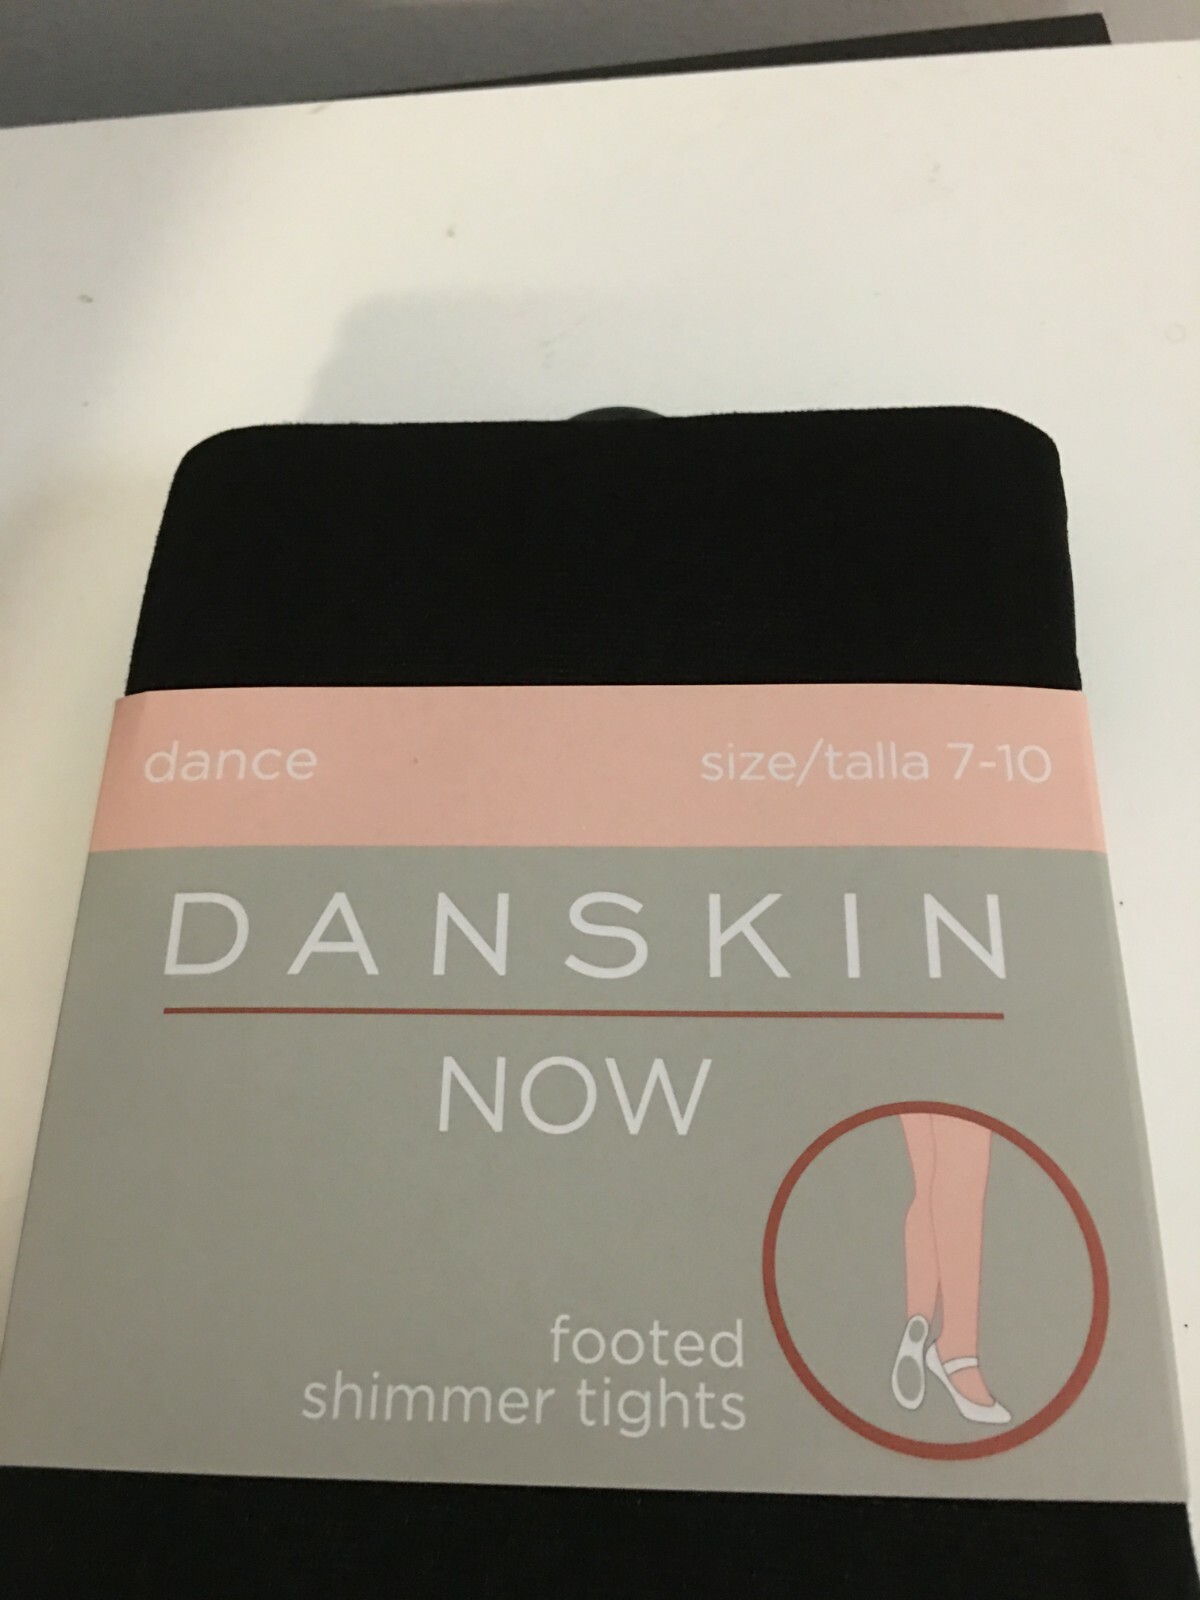 dance size/talla 7-10
DANSKIN
NOW
footed
shimmer tights